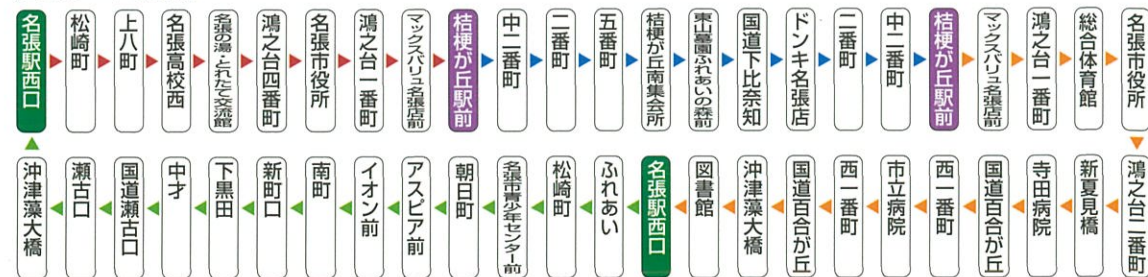 名張駅西口
松崎町
上八町
名張高校西
名張の湯・とれたて交流館
鴻之台四番町
名張市役所
鴻之台一番町
マックスバリュ名張店前
桔梗が丘駅前
中二番町
二番町
五番町
桔梗が丘南集会所
東山墓園ふれあいの森前
国道下比奈知
ドンキ名張店
二番町
中二番町
桔梗が丘駅前
マックスバリュ名張店前
鴻之台一番町
総合体育館
名張市役所
鴻之台二番町
新夏見橋
寺田病院
国道百合が丘
西一番町
市立病院
西一番町
国道百合が丘
沖津藻大橋
図書館
名張駅西口
ふれあい
松崎町
名張市青少年センター前
朝日町
アスピア前
イオン前
南町
新町口
下黒田
中才
国道瀬古口
瀬古口
沖津藻大橋